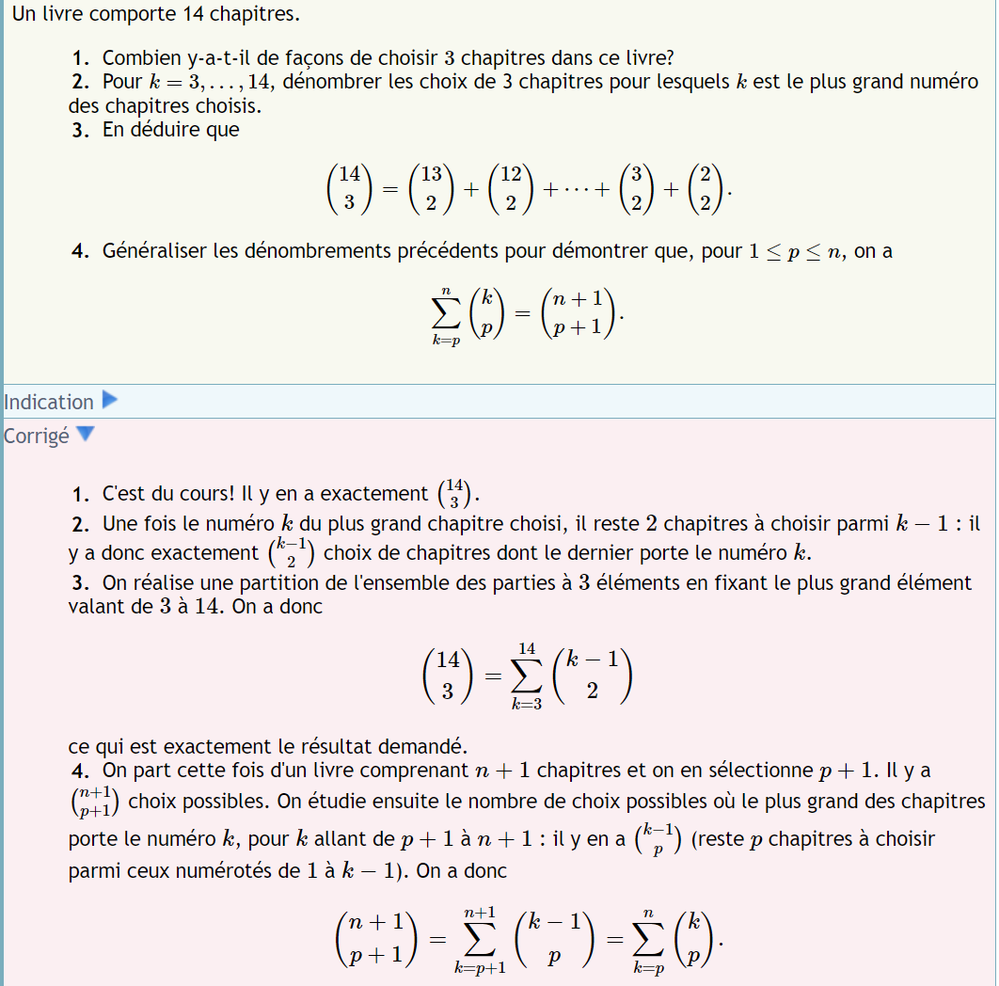 Un livre comporte 14 chapitres.
1. Combien y-a-t-il de façons de choisir 3 chapitres dans ce livre?
2. Pour k = 3, . . . , 14, dénombrer les choix de 3 chapitres pour lesquels k est le plus grand numéro
des chapitres choisis.
3. En déduire que
$\binom{14}{3} = \binom{13}{2} + \binom{12}{2} + \cdots + \binom{3}{2} + \binom{2}{2}.$
4. Généraliser les dénombrements précédents pour démontrer que, pour 1 ≤ p ≤ n, on a
$\sum_{k=p}^{n} \binom{k}{p} = \binom{n+1}{p+1}.$
Indication
Corrigé
1. C'est du cours! Il y en a exactement $\binom{14}{3}$.
2. Une fois le numéro k du plus grand chapitre choisi, il reste 2 chapitres à choisir parmi k − 1 : il
y a donc exactement $\binom{k-1}{2}$ choix de chapitres dont le dernier porte le numéro k.
3. On réalise une partition de l'ensemble des parties à 3 éléments en fixant le plus grand élément
valant de 3 à 14. On a donc
$\binom{14}{3} = \sum_{k=3}^{14} \binom{k-1}{2}$
ce qui est exactement le résultat demandé.
4. On part cette fois d'un livre comprenant n + 1 chapitres et on en sélectionne p + 1. Il y a
$\binom{n+1}{p+1}$ choix possibles. On étudie ensuite le nombre de choix possibles où le plus grand des chapitres
porte le numéro k, pour k allant de p + 1 à n + 1 : il y en a $\binom{k-1}{p}$ (reste p chapitres à choisir
parmi ceux numérotés de 1 à k − 1). On a donc
$\binom{n+1}{p+1} = \sum_{k=p+1}^{n+1} \binom{k-1}{p} = \sum_{k=p}^{n} \binom{k}{p}.$